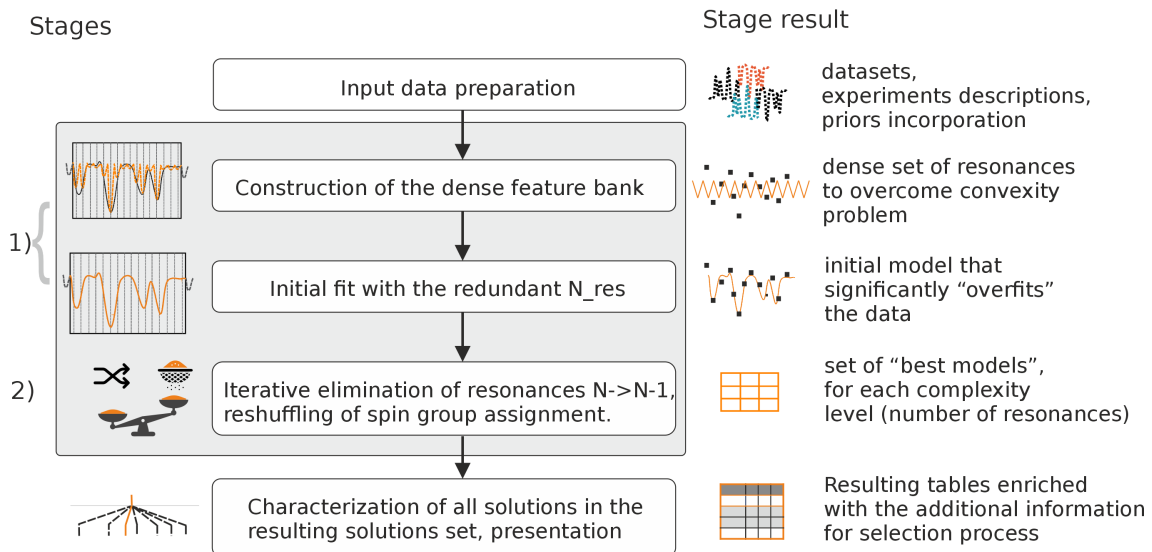 Stages
Stage result
Input data preparation
datasets,
experiments descriptions,
priors incorporation
Construction of the dense feature bank
dense set of resonances
to overcome convexity
problem
1)
Initial fit with the redundant N_res
initial model that
significantly “overfits”
the data
2)
Iterative elimination of resonances N->N-1,
reshuffling of spin group assignment.
set of “best models”,
for each complexity
level (number of resonances)
Characterization of all solutions in the
resulting solutions set, presentation
Resulting tables enriched
with the additional information
for selection process